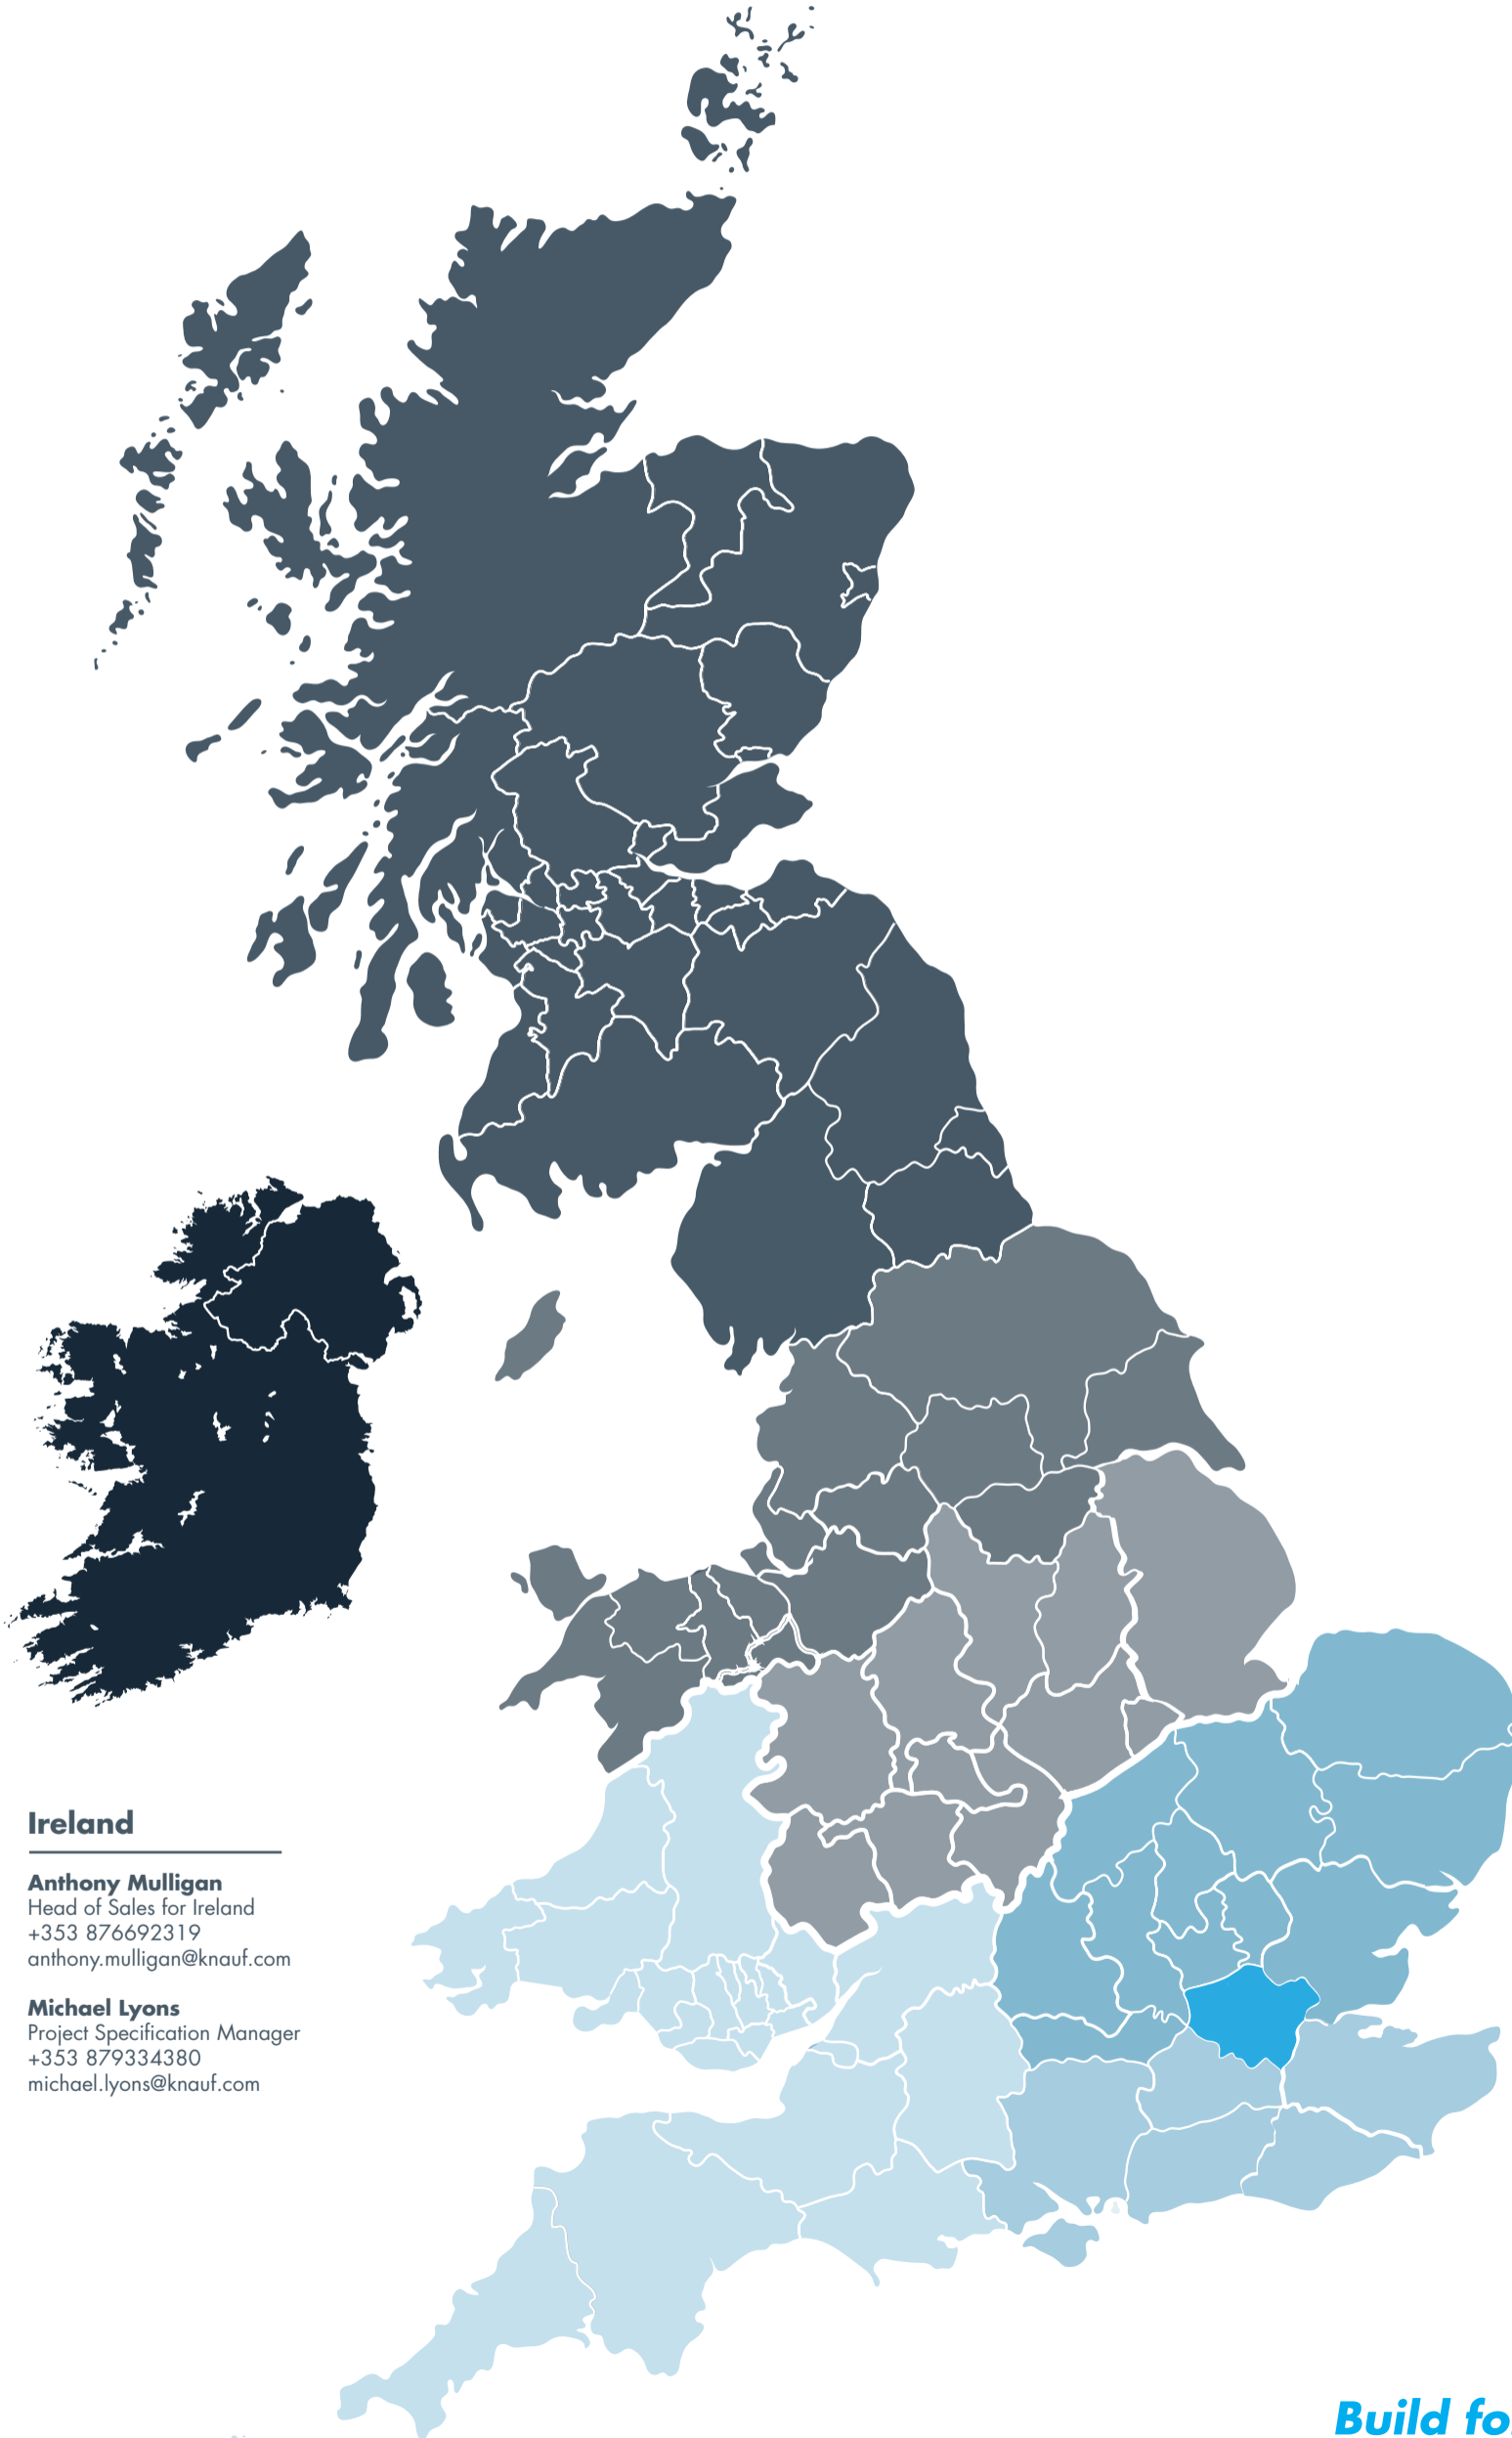 Ireland
Anthony Mulligan
Head of Sales for Ireland
+353 876692319
anthony.mulligan@knauf.com
Michael Lyons
Project Specification Manager
+353 879334380
michael.lyons@knauf.com
Build fo